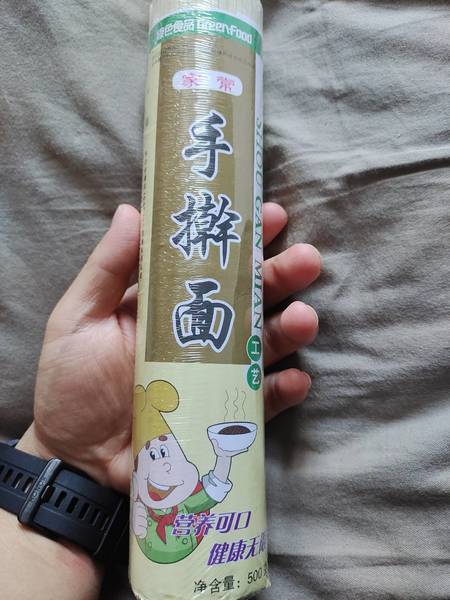 绿色食品 GreenFood
家常
手擀面
SHOU GAN MIAN
工艺
营养可口
健康无
净含量：500